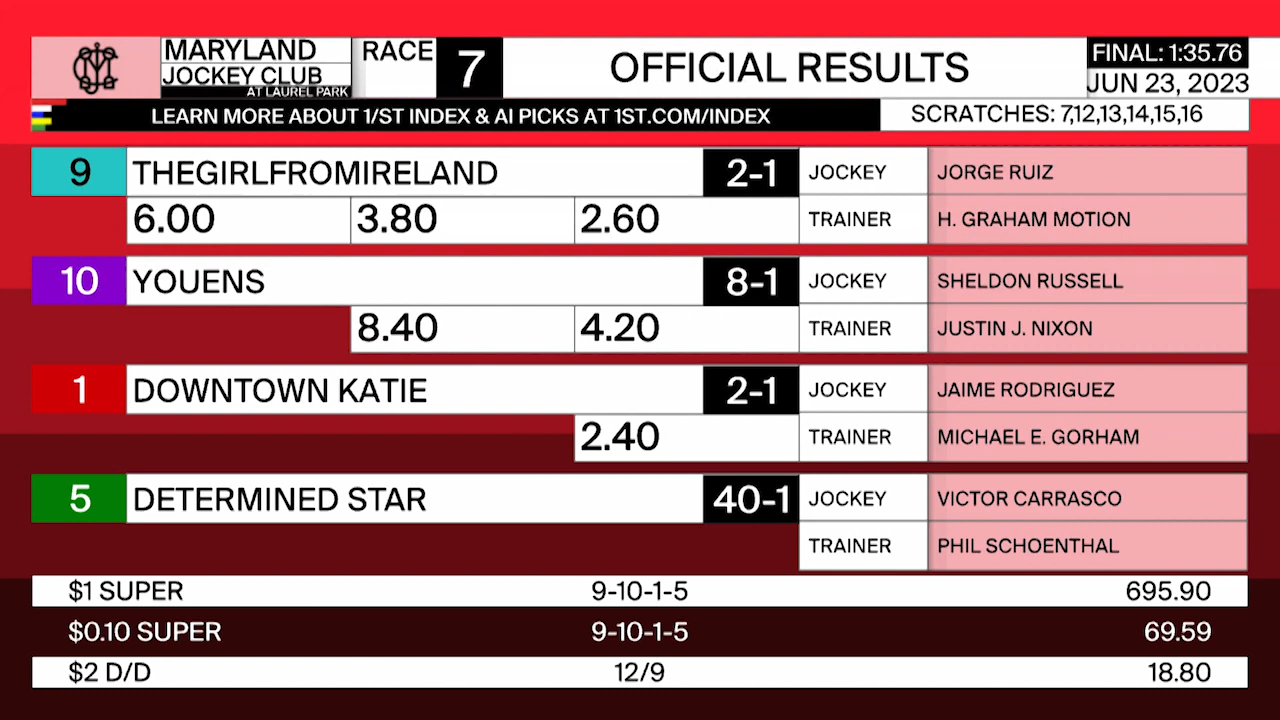 MARYLAND
JOCKEY CLUB
AT LAUREL PARK
RACE 7
OFFICIAL RESULTS
FINAL: 1:35.76
JUN 23, 2023
LEARN MORE ABOUT 1/ST INDEX & AI PICKS AT 1ST.COM/INDEX
SCRATCHES: 7,12,13,14,15,16
9 THEGIRLFROMIRELAND 2-1 JOCKEY JORGE RUIZ
6.00 3.80 2.60 TRAINER H. GRAHAM MOTION
10 YOUENS 8-1 JOCKEY SHELDON RUSSELL
8.40 4.20 TRAINER JUSTIN J. NIXON
1 DOWNTOWN KATIE 2-1 JOCKEY JAIME RODRIGUEZ
2.40 TRAINER MICHAEL E. GORHAM
5 DETERMINED STAR 40-1 JOCKEY VICTOR CARRASCO
TRAINER PHIL SCHOENTHAL
$1 SUPER 9-10-1-5 695.90
$0.10 SUPER 9-10-1-5 69.59
$2 D/D 12/9 18.80